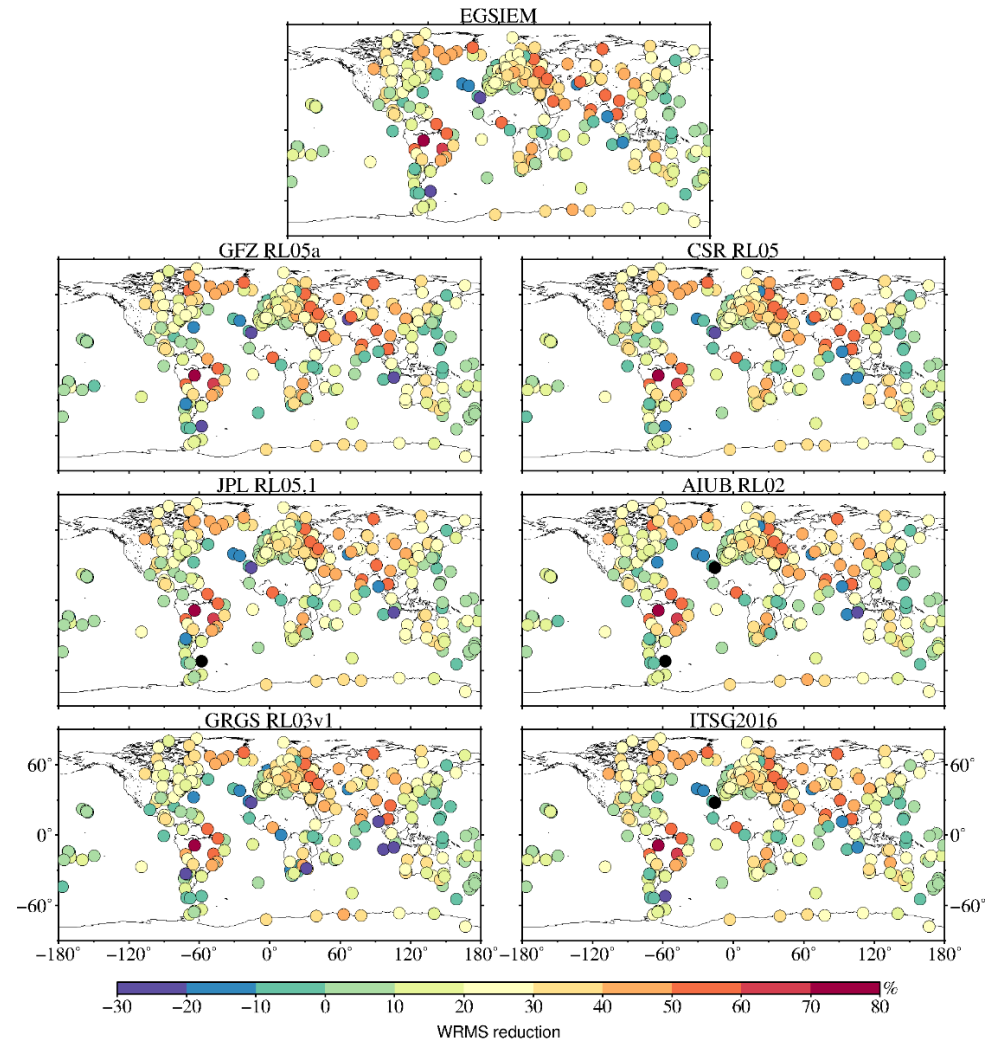 EGSIEM
GFZ RL05a
CSR RL05
JPL RL05.1
AIUB RL02
GRGS RL03v1
ITSG2016
60°
0°
−60°
60°
0°
−60°
−180 −120° −60° 0° 60° 120° −180° −120° −60° 0° 60° 120° 180
−30 −20 −10 0 10 20 30 40 50 60 70 80 %
WRMS reduction